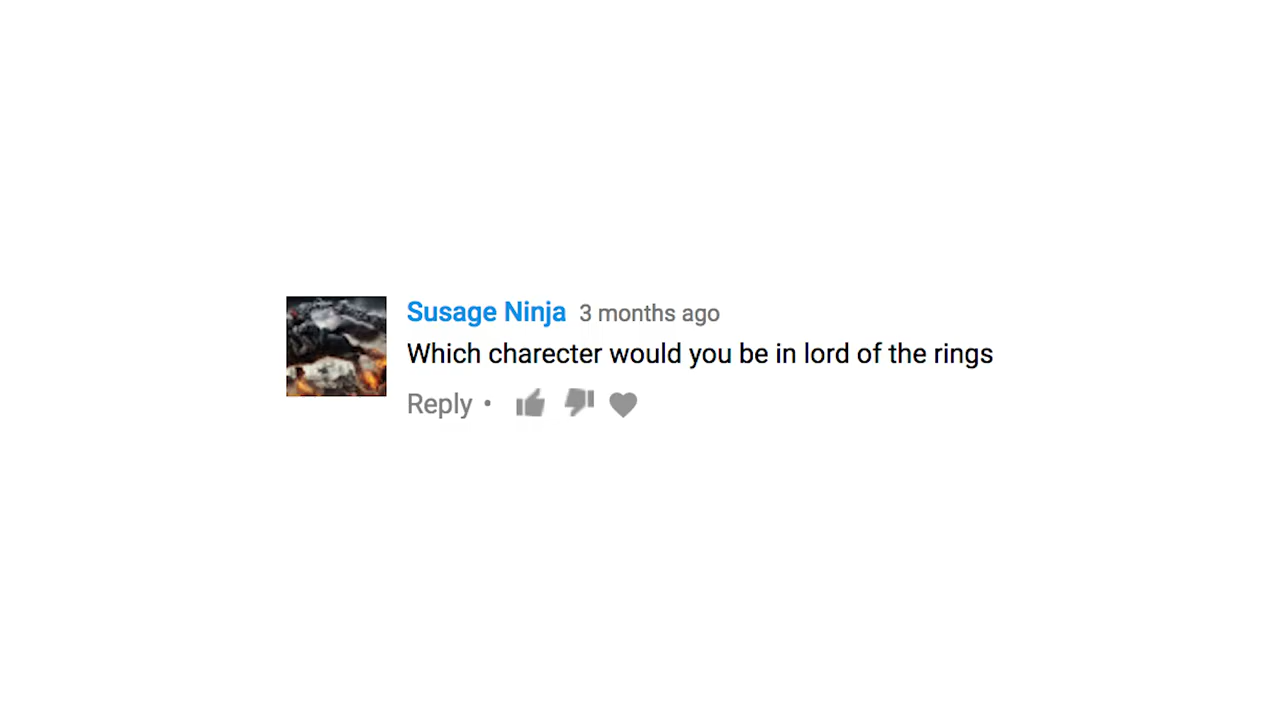 Susage Ninja 3 months ago
Which charecter would you be in lord of the rings
Reply •